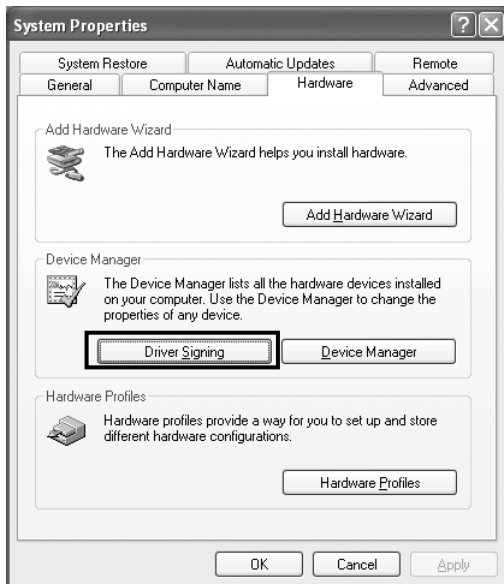 System Properties
System Restore Automatic Updates Remote
General Computer Name Hardware Advanced
Add Hardware Wizard
The Add Hardware Wizard helps you install hardware.
Add Hardware Wizard
Device Manager
The Device Manager lists all the hardware devices installed
on your computer. Use the Device Manager to change the
properties of any device.
Driver Signing Device Manager
Hardware Profiles
Hardware profiles provide a way for you to set up and store
different hardware configurations.
Hardware Profiles
OK Cancel Apply